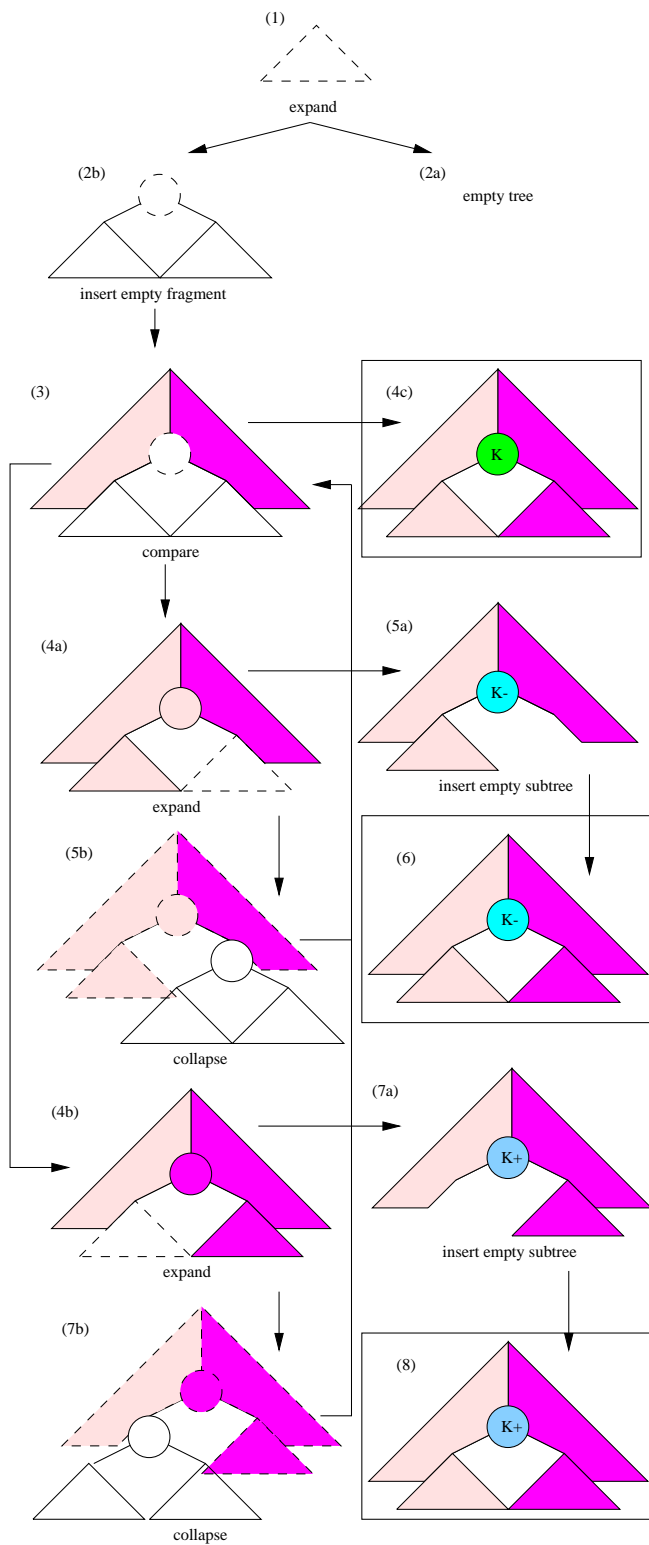 (1)
expand
(2b)
(2a)
empty tree
insert empty fragment
(3)
(4c)
K
compare
(4a)
(5a)
K-
expand
insert empty subtree
(5b)
(6)
K-
collapse
(4b)
(7a)
K+
expand
insert empty subtree
(7b)
(8)
K+
collapse